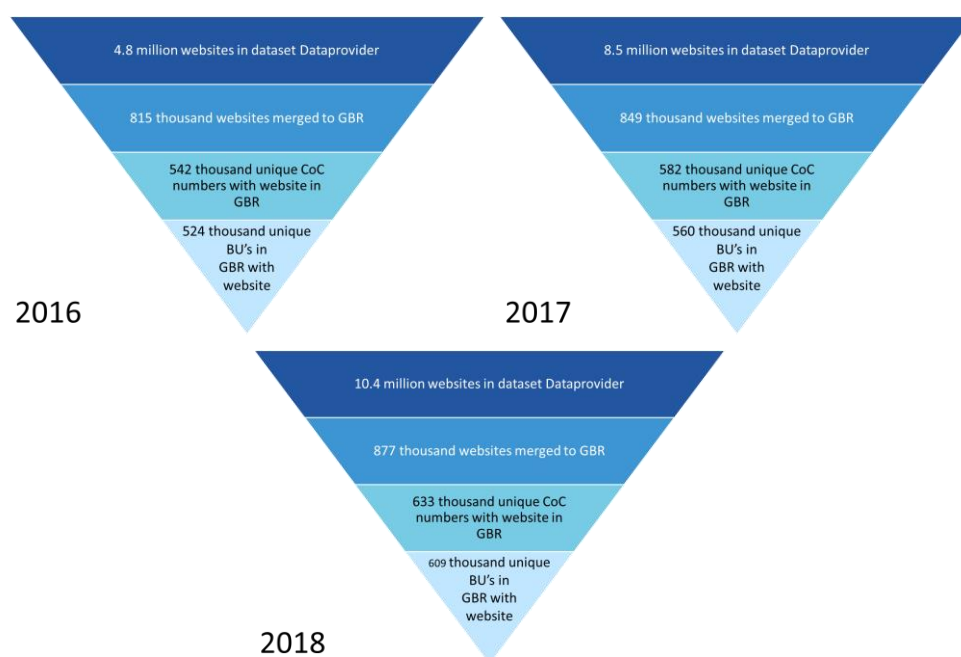 4.8 million websites in dataset Dataprovider
815 thousand websites merged to GBR
542 thousand unique CoC
numbers with website in
GBR
524 thousand unique
BU's in
GBR with
website
2016
8.5 million websites in dataset Dataprovider
849 thousand websites merged to GBR
582 thousand unique CoC
numbers with website in
GBR
560 thousand unique
BU's in
GBR with
website
2017
10.4 million websites in dataset Dataprovider
877 thousand websites merged to GBR
633 thousand unique CoC
numbers with website in
GBR
609 thousand unique
BU's in
GBR with
website
2018